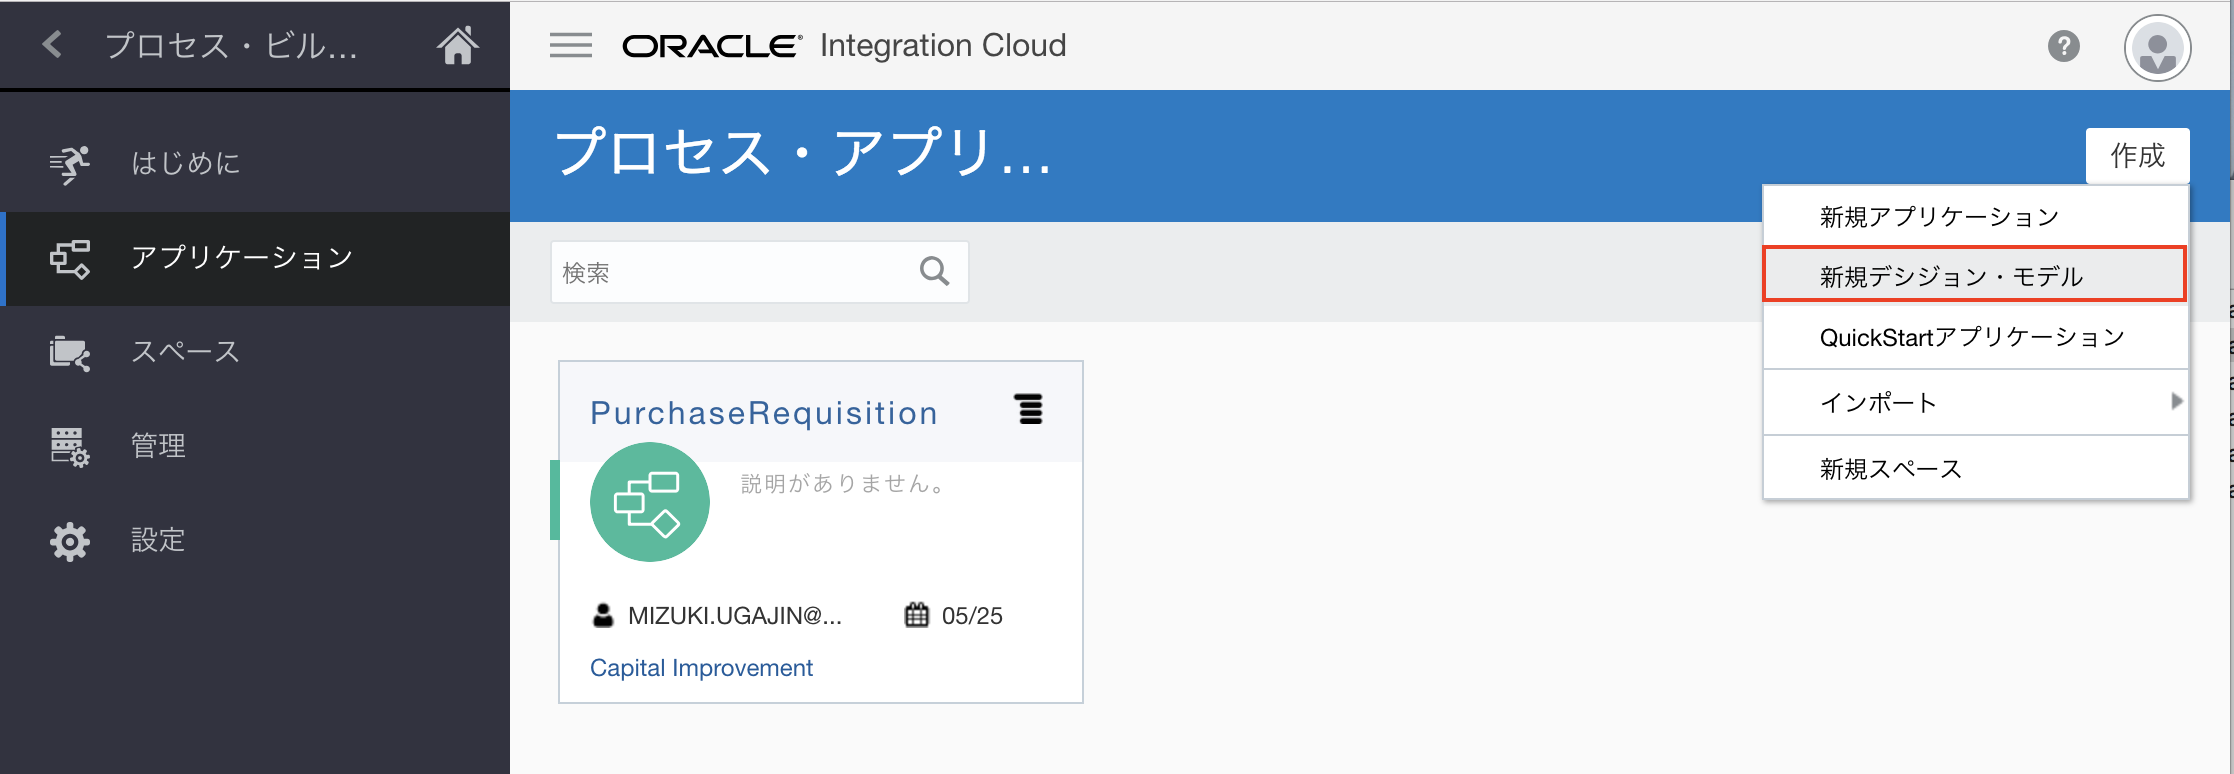 プロセス・ビル...
ORACLE® Integration Cloud
?
はじめに
アプリケーション
スペース
管理
設定
プロセス・アプリ...
作成
新規アプリケーション
新規デシジョン・モデル
QuickStartアプリケーション
インポート
新規スペース
検索
PurchaseRequisition
説明がありません。
MIZUKI.UGAJIN@...
05/25
Capital Improvement